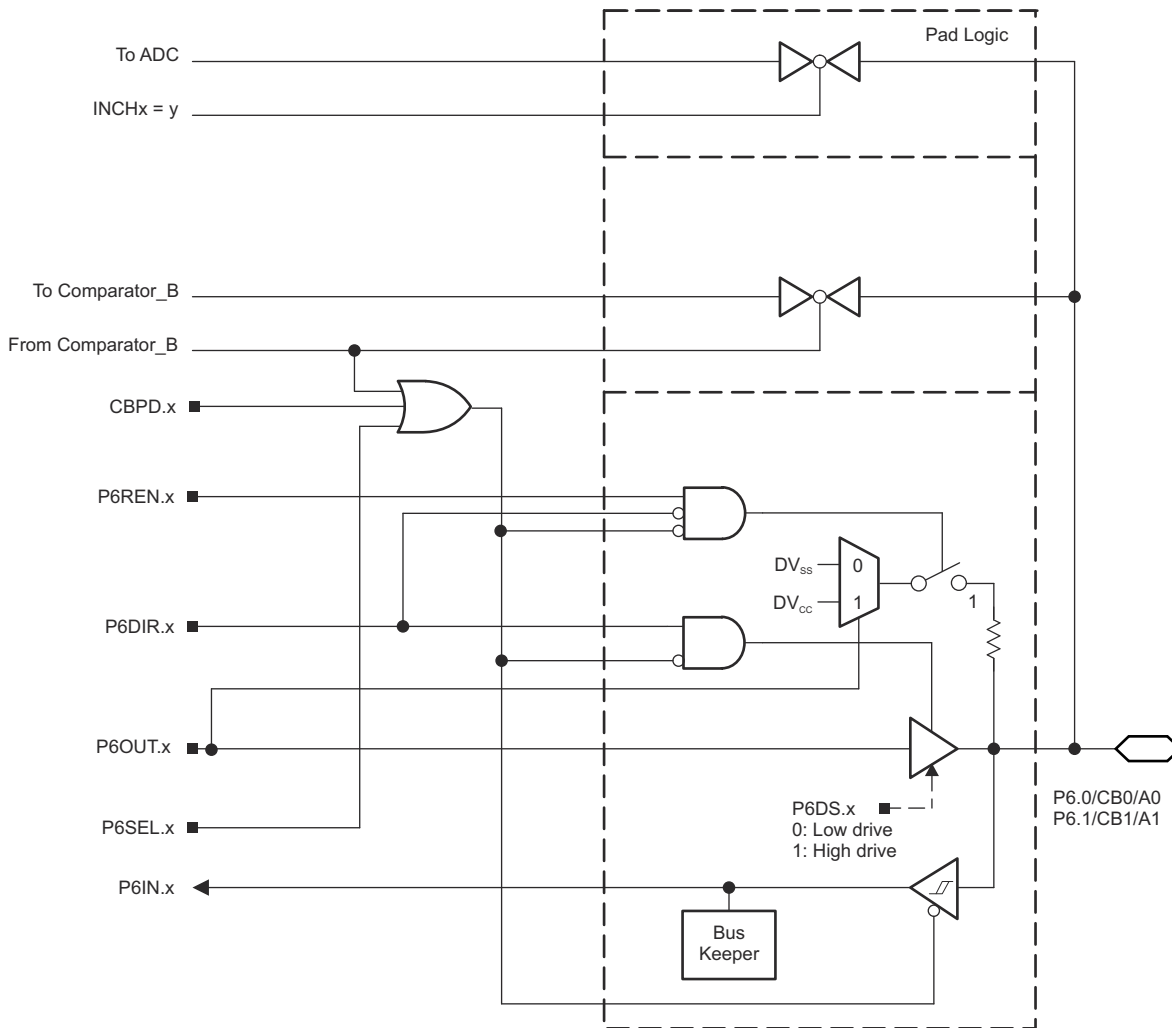 Pad Logic
To ADC
INCHx = y
To Comparator_B
From Comparator_B
CBPD.x
P6REN.x
DVSS
0
DVCC
1
1
P6DIR.x
P6OUT.x
P6DS.x
0: Low drive
1: High drive
P6.0/CB0/A0
P6.1/CB1/A1
P6SEL.x
P6IN.x
Bus
Keeper